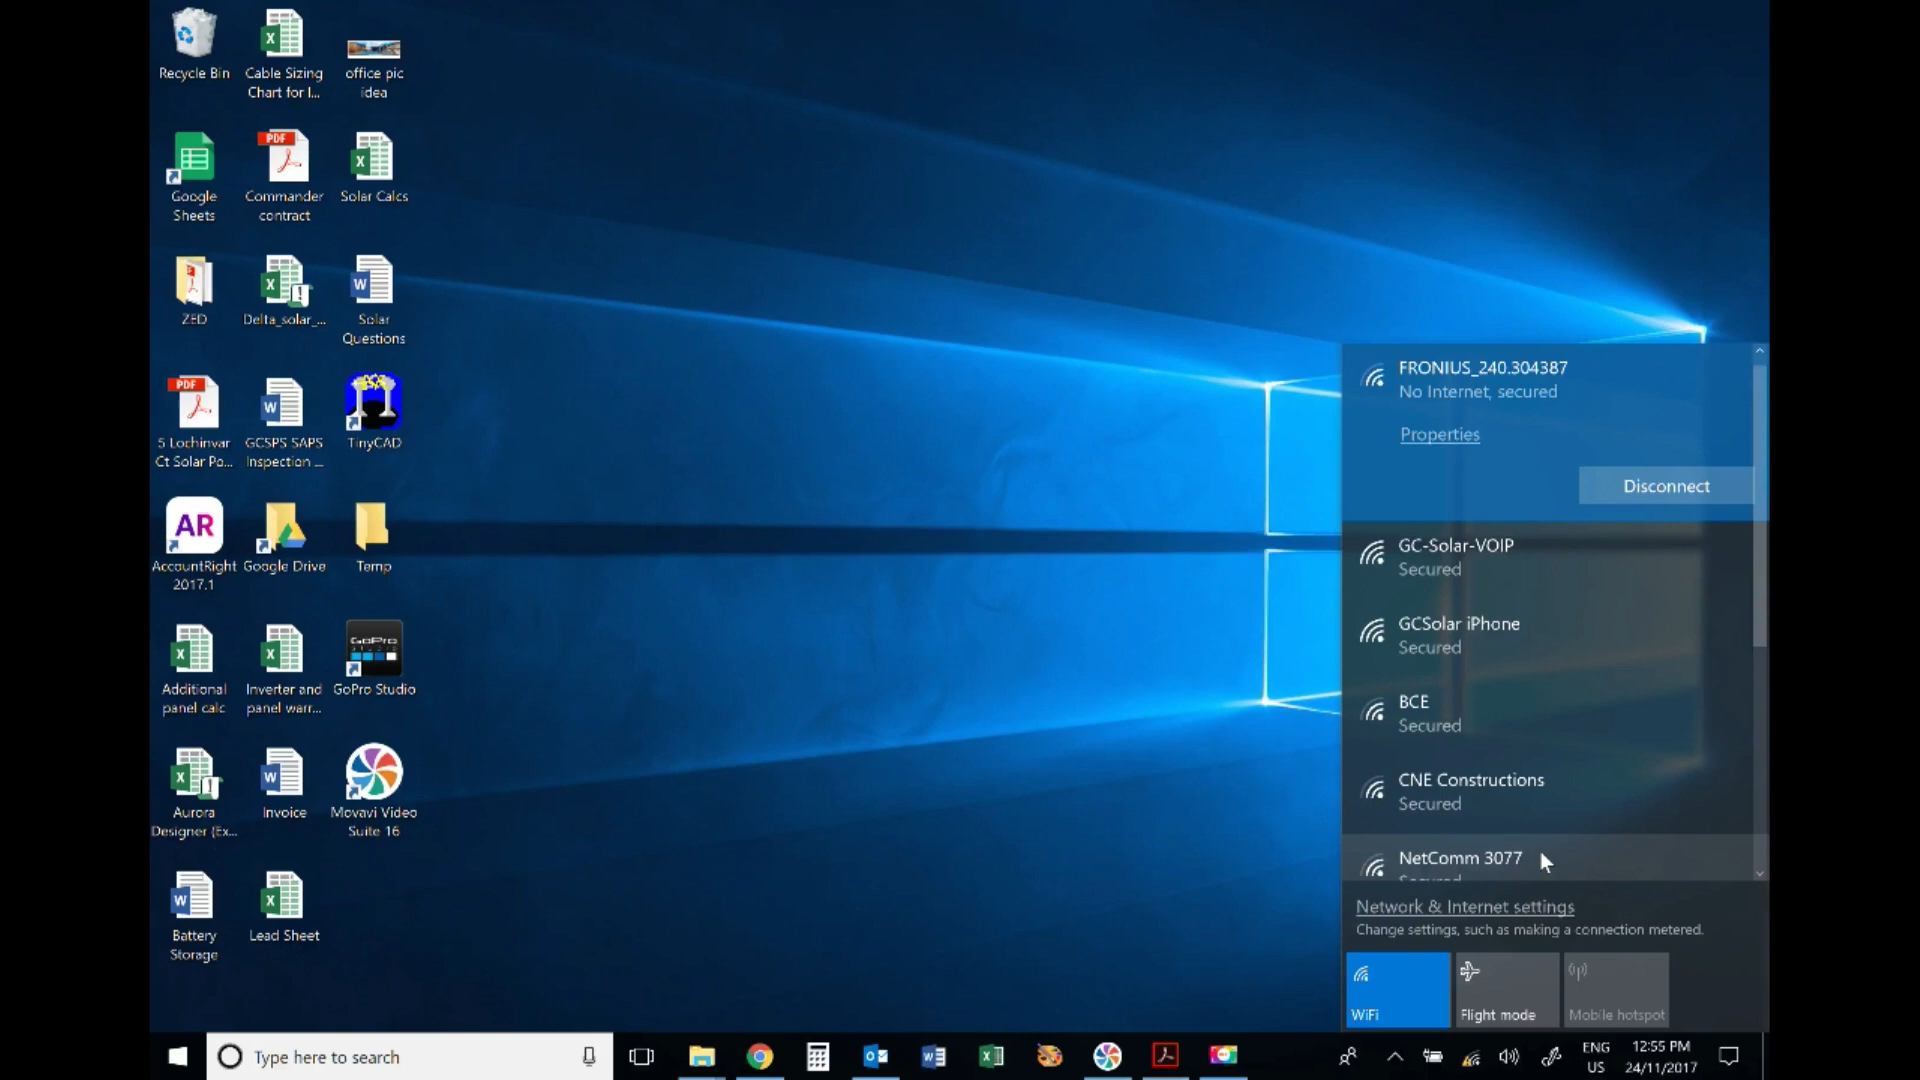 Recycle Bin
Cable Sizing
Chart for I...
office pic
idea
PDF
Google
Sheets
Commander
contract
Solar Calcs
ZED
Delta_solar_...
Solar
Questions
PDF
5 Lochinvar
Ct Solar Po...
GCSPS SAPS
Inspection ...
TinyCAD
AR
AccountRight
2017.1
Google Drive
Temp
GoPro
Additional
panel calc
Inverter and
panel warr...
GoPro Studio
Aurora
Designer (Ex...
Invoice
Movavi Video
Suite 16
Battery
Storage
Lead Sheet
FRONIUS_240.304387
No Internet, secured
Properties
Disconnect
GC-Solar-VOIP
Secured
GCSolar iPhone
Secured
BCE
Secured
CNE Constructions
Secured
NetComm 3077
Secured
Network & Internet settings
Change settings, such as making a connection metered.
WiFi
Flight mode
Mobile hotspot
Type here to search
ENG
US
12:55 PM
24/11/2017